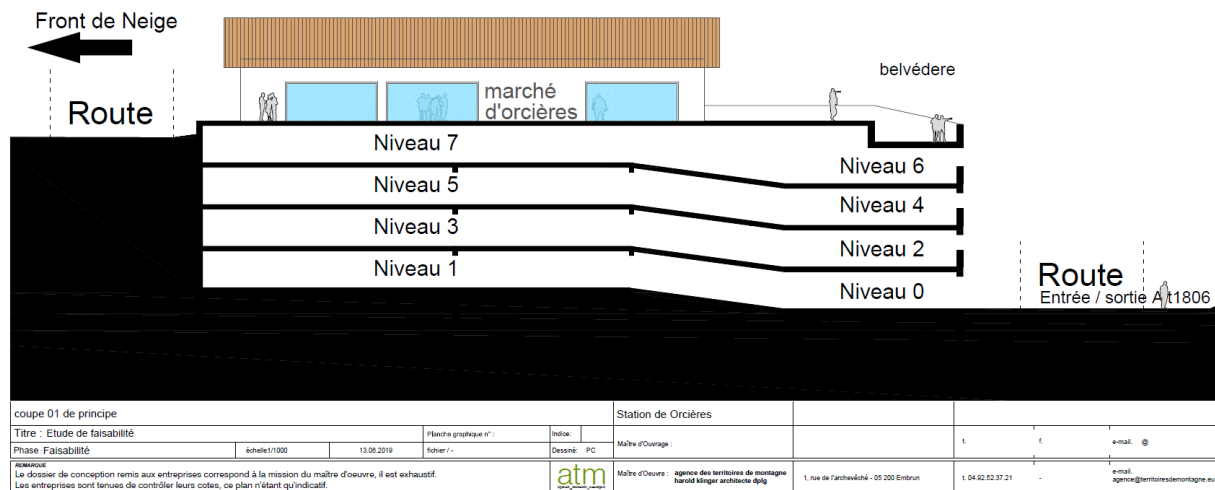 Front de Neige
Route
marché
d'orcières
belvédere
Niveau 7
Niveau 6
Niveau 5
Niveau 4
Niveau 3
Niveau 2
Niveau 1
Niveau 0
Route
Entrée / sortie A t1806
coupe 01 de principe
Station de Orcières
Titre : Etude de faisabilité
Planche graphique n° :
Indice:
Maître d'Ouvrage :
t.
f.
e-mail. @
Phase :Faisabilité
échelle1/1000
13.06.2019
fichier / -
Dessiné: PC
REMARQUE
Le dossier de conception remis aux entreprises correspond à la mission du maître d'oeuvre, il est exhaustif.
Les entreprises sont tenues de contrôler leurs cotes, ce plan n'étant qu'indicatif.
atm
Maître d'Oeuvre : agence des territoires de montagne
harold klinger architecte dplg
1, rue de l'archevêché - 05 200 Embrun
t. 04.92.52.37.21
-
e-mail.
agence@territoiresdemontagne.eu